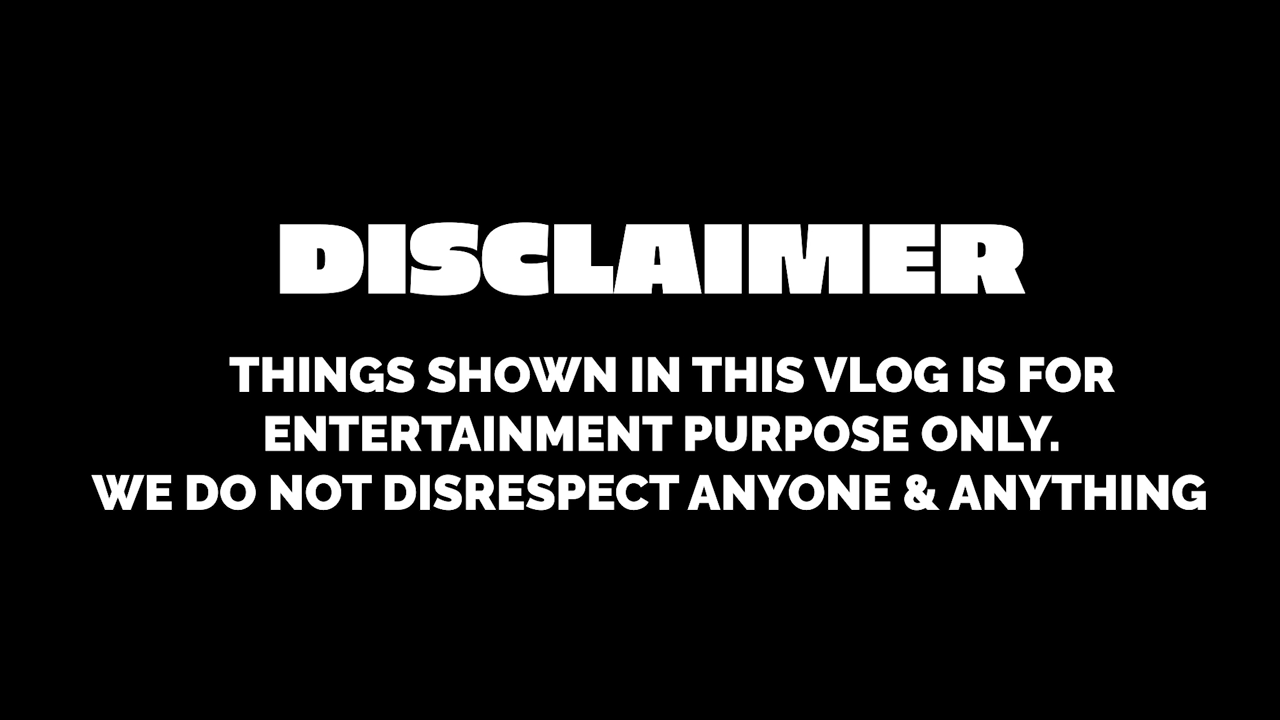 DISCLAIMER
THINGS SHOWN IN THIS VLOG IS FOR
ENTERTAINMENT PURPOSE ONLY.
WE DO NOT DISRESPECT ANYONE & ANYTHING